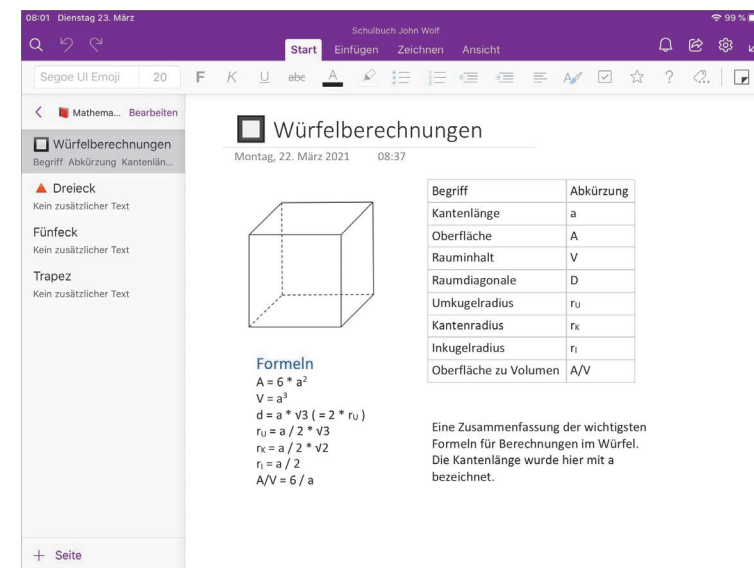 08:01 Dienstag 23. März
99 %
Schulbuch John Wolf
Start Einfügen Zeichnen Ansicht
Segoe UI Emoji 20 F K U abc A
Mathema... Bearbeiten
Würfelberechnungen
Begriff Abkürzung Kantenlän...
Dreieck
Kein zusätzlicher Text
Fünfeck
Kein zusätzlicher Text
Trapez
Kein zusätzlicher Text
+ Seite
Würfelberechnungen
Montag, 22. März 2021 08:37
Begriff Abkürzung
Kantenlänge a
Oberfläche A
Rauminhalt V
Raumdiagonale D
Umkugelradius rᵤ
Kantenradius rₖ
Inkugelradius rᵢ
Oberfläche zu Volumen A/V
Formeln
A = 6 * a²
V = a³
d = a * √3 ( = 2 * rᵤ )
rᵤ = a / 2 * √3
rₖ = a / 2 * √2
rᵢ = a / 2
A/V = 6 / a
Eine Zusammenfassung der wichtigsten
Formeln für Berechnungen im Würfel.
Die Kantenlänge wurde hier mit a
bezeichnet.